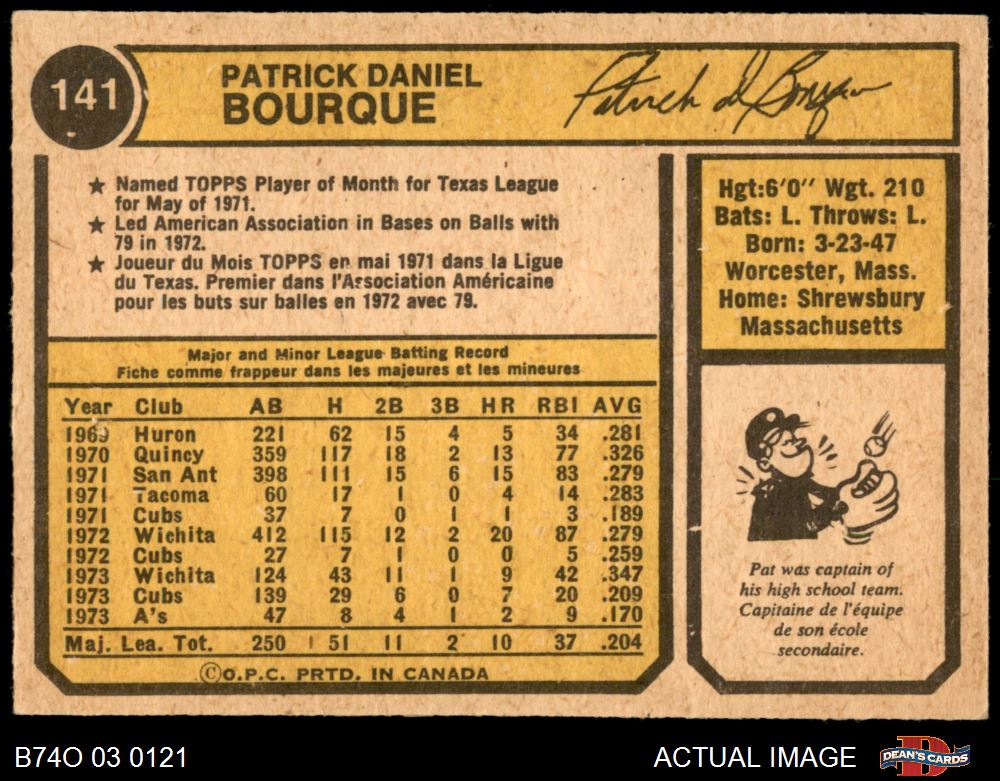 141
PATRICK DANIEL
BOURQUE
Patrick D Bourque
★ Named TOPPS Player of Month for Texas League
for May of 1971.
★ Led American Association in Bases on Balls with
79 in 1972.
★ Joueur du Mois TOPPS en mai 1971 dans la Ligue
du Texas. Premier dans l'Association Américaine
pour les buts sur balles en 1972 avec 79.
Hgt:6'0" Wgt. 210
Bats: L. Throws: L.
Born: 3-23-47
Worcester, Mass.
Home: Shrewsbury
Massachusetts
Major and Minor League Batting Record
Fiche comme frappeur dans les majeures et les mineures
Year Club AB H 2B 3B HR RBI AVG
1969 Huron 221 62 15 4 5 34 .281
1970 Quincy 359 117 18 2 13 77 .326
1971 San Ant 398 111 15 6 15 83 .279
1971 Tacoma 60 17 1 0 4 14 .283
1971 Cubs 37 7 0 1 1 3 .189
1972 Wichita 412 115 12 2 20 87 .279
1972 Cubs 27 7 1 0 0 5 .259
1973 Wichita 124 43 11 1 9 42 .347
1973 Cubs 139 29 6 0 7 20 .209
1973 A's 47 8 4 1 2 9 .170
Maj. Lea. Tot. 250 51 11 2 10 37 .204
©O.P.C. PRTD. IN CANADA
Pat was captain of
his high school team.
Capitaine de l'équipe
de son école
secondaire.
B74O 03 0121
ACTUAL IMAGE
DEAN'S CARDS